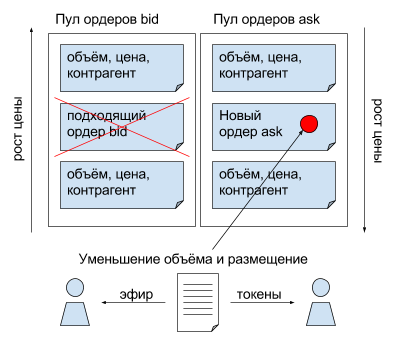 Пул ордеров bid
Пул ордеров ask
рост цены
объём, цена,
контрагент
подходящий
ордер bid
объём, цена,
контрагент
объём, цена,
контрагент
Новый
ордер ask
объём, цена,
контрагент
рост цены
Уменьшение объёма и размещение
эфир
токены